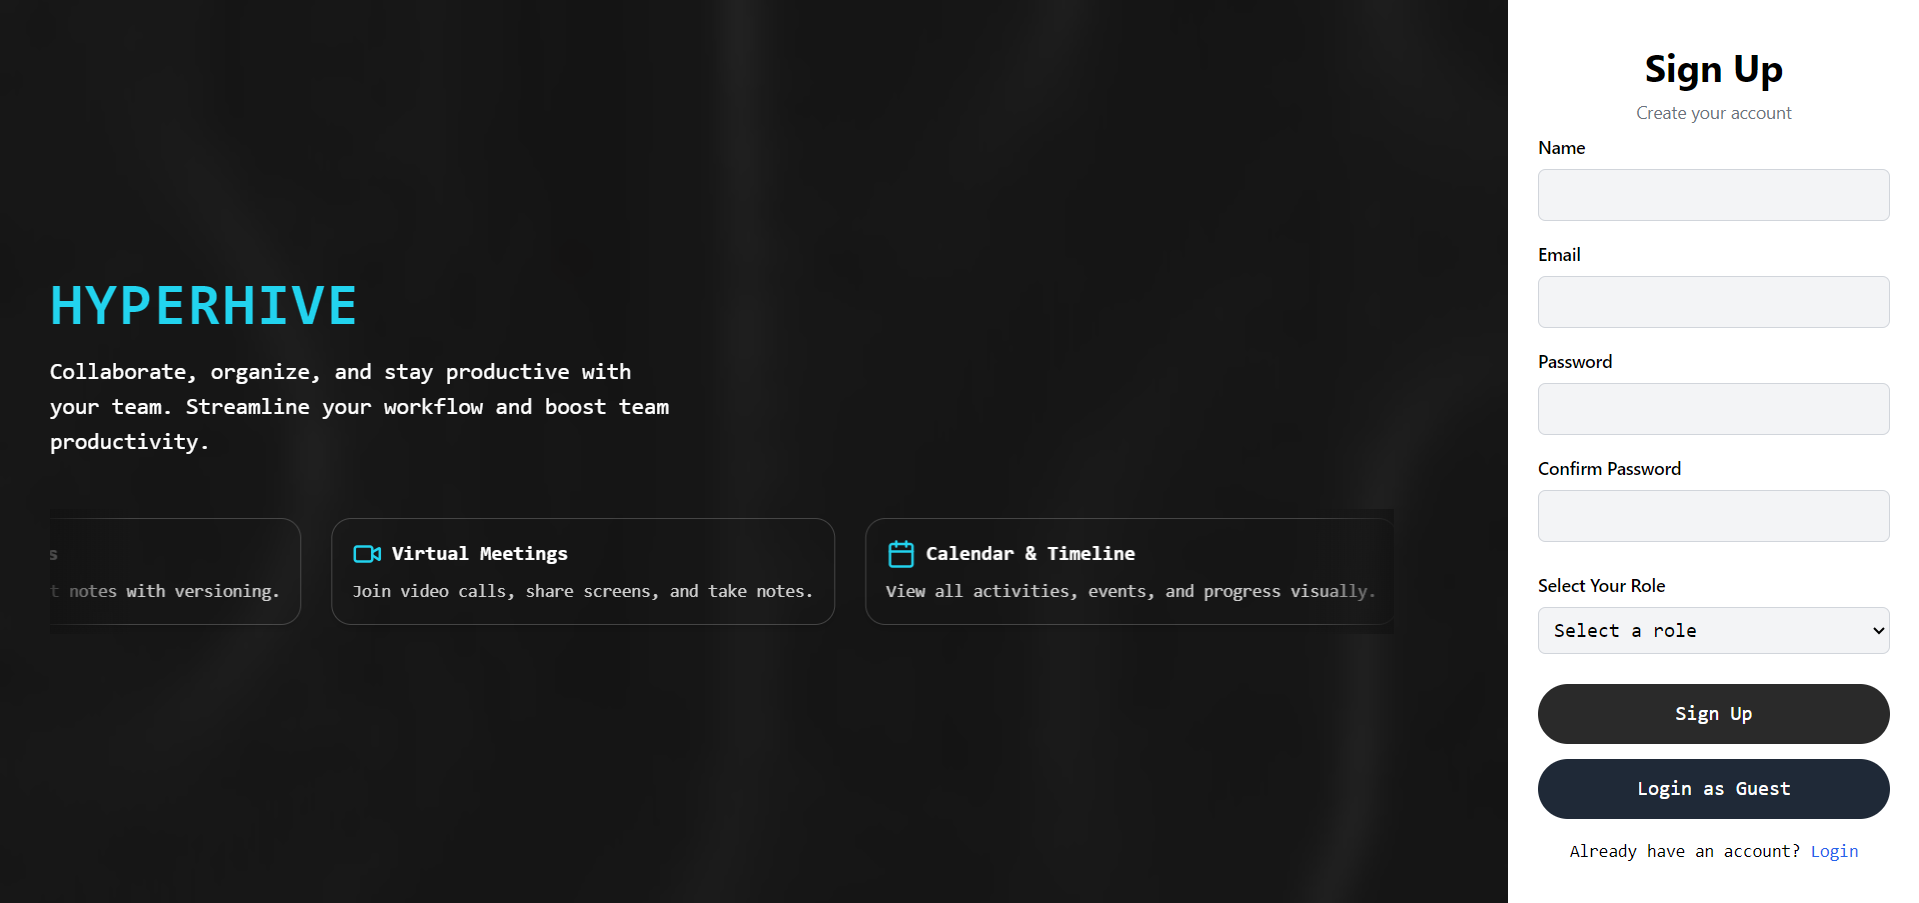 HYPERHIVE
Collaborate, organize, and stay productive with
your team. Streamline your workflow and boost team
productivity.
notes with versioning.
Virtual Meetings
Join video calls, share screens, and take notes.
Calendar & Timeline
View all activities, events, and progress visually.
Sign Up
Create your account
Name
Email
Password
Confirm Password
Select Your Role
Select a role
Sign Up
Login as Guest
Already have an account? Login